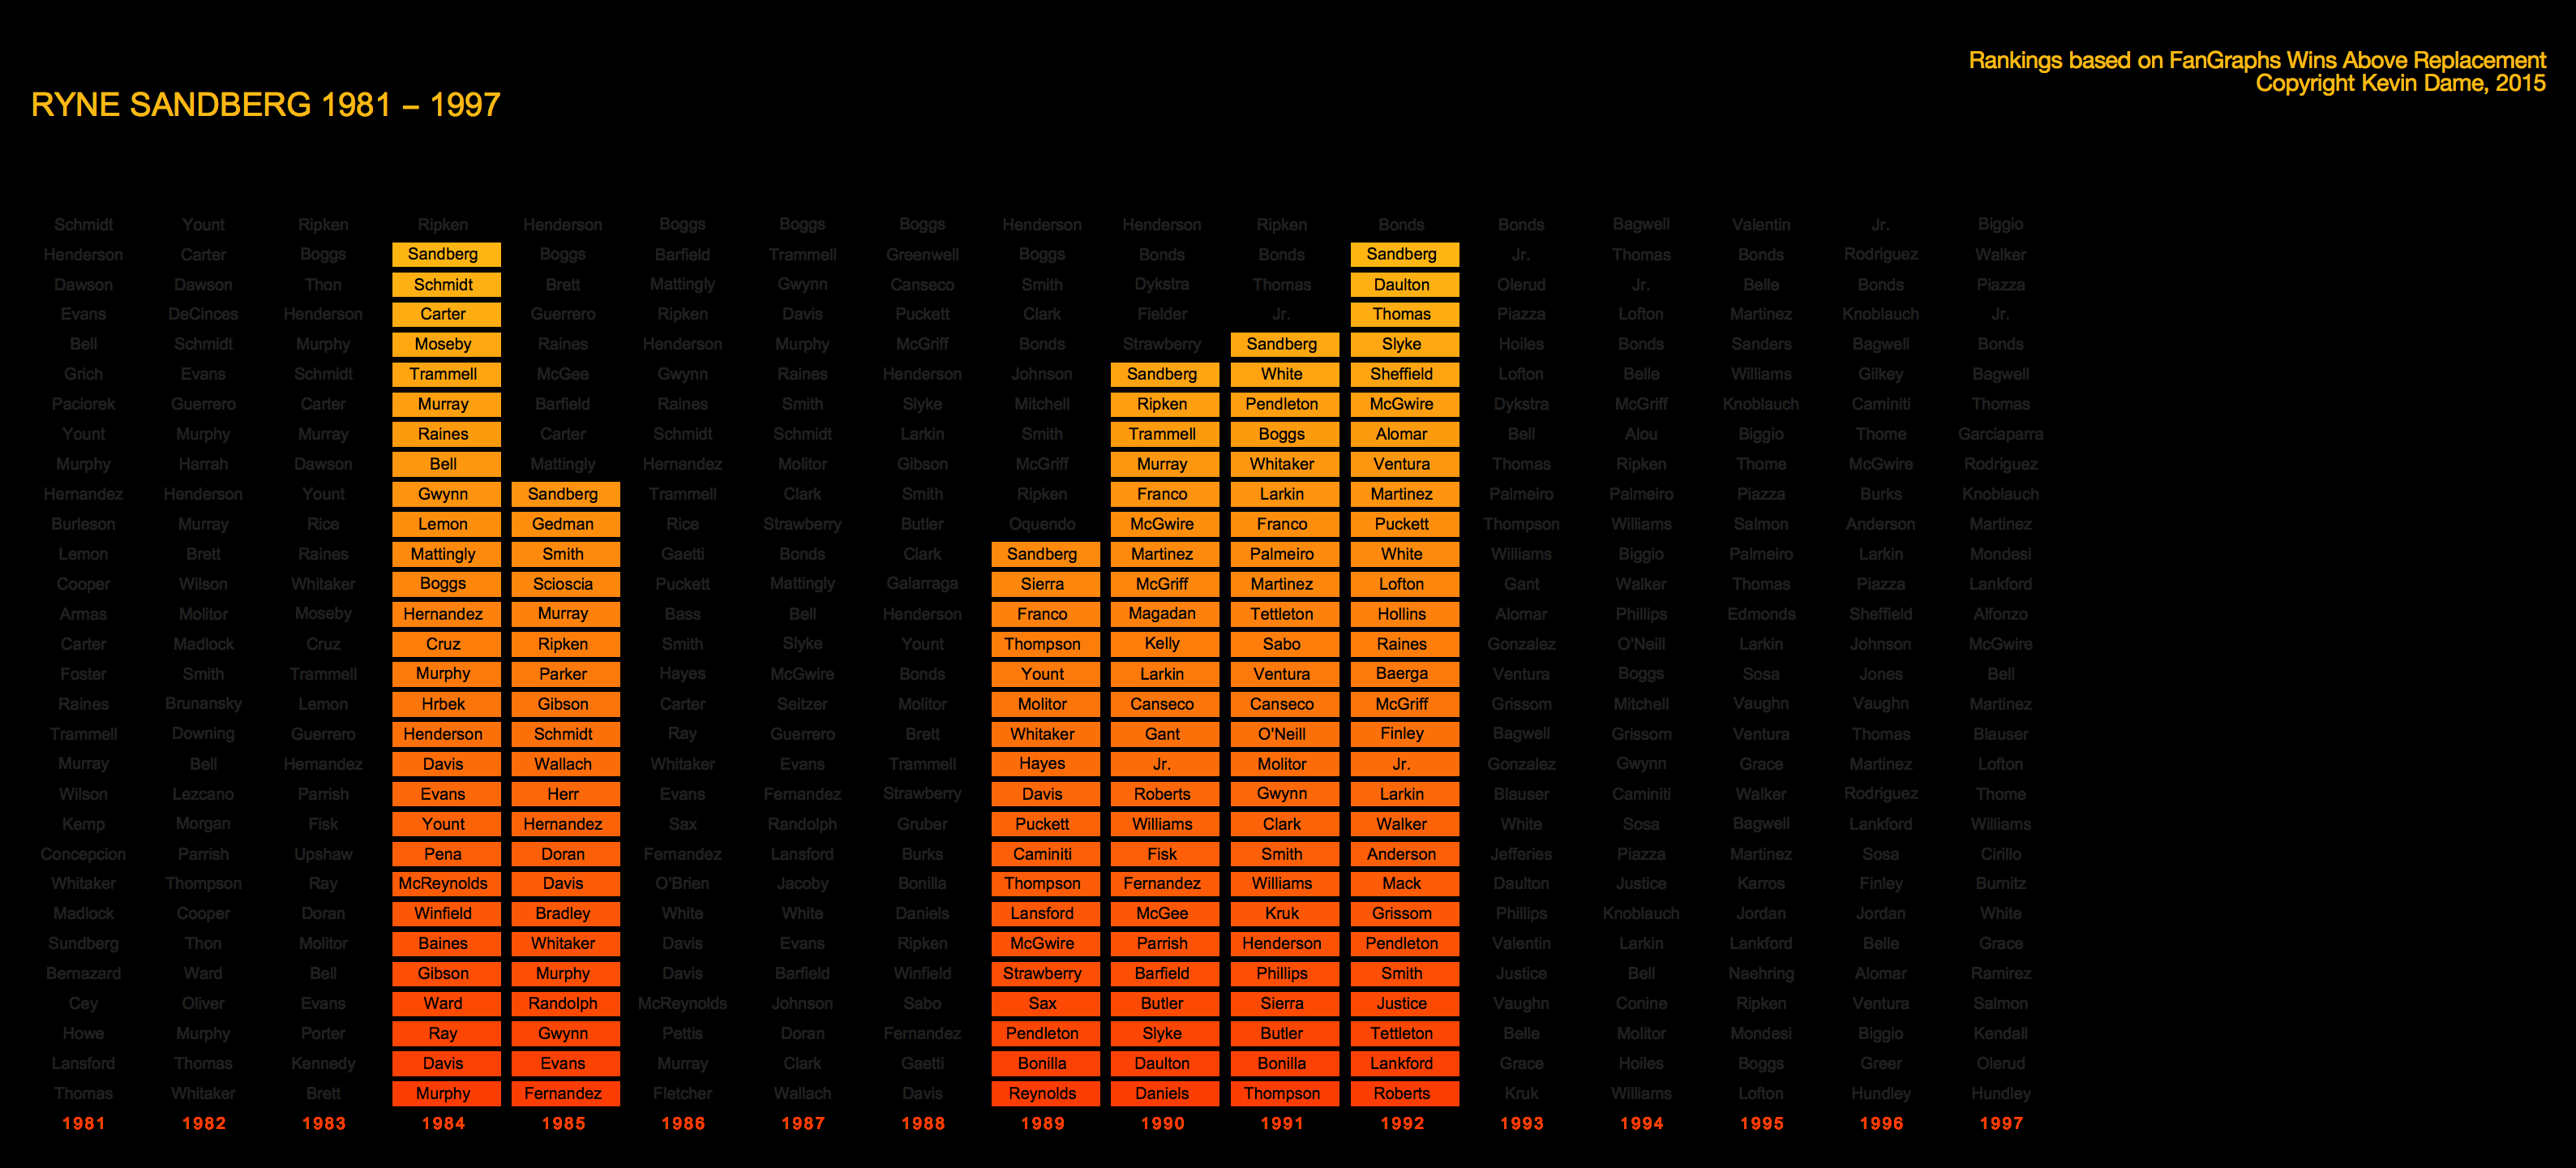 Rankings based on FanGraphs Wins Above Replacement
Copyright Kevin Dame, 2015
RYNE SANDBERG 1981 – 1997
Schmidt Yount Ripken Ripken Henderson Boggs Boggs Boggs Henderson Henderson Ripken Bonds Bonds Bagwell Valentin Jr. Biggio
Henderson Carter Boggs Sandberg Boggs Barfield Trammell Greenwell Boggs Bonds Bonds Sandberg Jr. Thomas Bonds Rodriguez Walker
Dawson Dawson Thon Schmidt Brett Mattingly Gwynn Canseco Smith Dykstra Thomas Daulton Olerud Jr. Belle Bonds Piazza
Evans DeCinces Henderson Carter Guerrero Ripken Davis Puckett Clark Fielder Jr. Thomas Piazza Lofton Martinez Knoblauch Jr.
Bell Schmidt Murphy Moseby Raines Henderson Murphy McGriff Bonds Strawberry Sandberg Slyke Hoiles Bonds Sanders Bagwell Bonds
Grich Evans Schmidt Trammell McGee Gwynn Raines Henderson Johnson Sandberg White Sheffield Lofton Belle Williams Gilkey Bagwell
Paciorek Guerrero Carter Murray Barfield Raines Smith Slyke Mitchell Ripken Pendleton McGwire Dykstra McGriff Knoblauch Caminiti Thomas
Yount Murphy Murray Raines Carter Schmidt Schmidt Larkin Smith Trammell Boggs Alomar Bell Alou Biggio Thome Garciaparra
Murphy Harrah Dawson Bell Mattingly Hernandez Molitor Gibson McGriff Murray Whitaker Ventura Thomas Ripken Thome McGwire Rodriguez
Hernandez Henderson Yount Gwynn Sandberg Trammell Clark Smith Ripken Franco Larkin Martinez Palmeiro Palmeiro Piazza Burks Knoblauch
Burleson Murray Rice Lemon Gedman Rice Strawberry Butler Oquendo McGwire Franco Puckett Thompson Williams Salmon Anderson Martinez
Lemon Brett Raines Mattingly Smith Gaetti Bonds Clark Sandberg Martinez Palmeiro White Williams Biggio Palmeiro Larkin Mondesi
Cooper Wilson Whitaker Boggs Scioscia Puckett Mattingly Galarraga Sierra McGriff Martinez Lofton Gant Walker Thomas Piazza Lankford
Armas Molitor Moseby Hernandez Murray Bass Bell Henderson Franco Magadan Tettleton Hollins Alomar Phillips Edmonds Sheffield Alfonzo
Carter Madlock Cruz Cruz Ripken Smith Slyke Yount Thompson Kelly Sabo Raines Gonzalez O'Neill Larkin Johnson McGwire
Foster Smith Trammell Murphy Parker Hayes McGwire Bonds Yount Larkin Ventura Baerga Ventura Boggs Sosa Jones Bell
Raines Brunansky Lemon Hrbek Gibson Carter Seitzer Molitor Molitor Canseco Canseco McGriff Grissom Mitchell Vaughn Vaughn Martinez
Trammell Downing Guerrero Henderson Schmidt Ray Guerrero Brett Whitaker Gant O'Neill Finley Bagwell Grissom Ventura Thomas Blauser
Murray Bell Hernandez Davis Wallach Whitaker Evans Trammell Hayes Jr. Molitor Jr. Gonzalez Gwynn Grace Martinez Lofton
Wilson Lezcano Parrish Evans Herr Evans Fernandez Strawberry Davis Roberts Gwynn Larkin Blauser Caminiti Walker Rodriguez Thome
Kemp Morgan Fisk Yount Hernandez Sax Randolph Gruber Puckett Williams Clark Walker White Sosa Bagwell Lankford Williams
Concepcion Parrish Upshaw Pena Doran Fernandez Lansford Burks Caminiti Fisk Smith Anderson Jefferies Piazza Martinez Sosa Cirillo
Whitaker Thompson Ray McReynolds Davis O'Brien Jacoby Bonilla Thompson Fernandez Williams Mack Daulton Justice Karros Finley Burnitz
Madlock Cooper Doran Winfield Bradley White White Daniels Lansford McGee Kruk Grissom Phillips Knoblauch Jordan Jordan White
Sundberg Thon Molitor Baines Whitaker Davis Evans Ripken McGwire Parrish Henderson Pendleton Valentin Larkin Lankford Belle Grace
Bernazard Ward Bell Gibson Murphy Davis Barfield Winfield Strawberry Barfield Phillips Smith Justice Bell Naehring Alomar Ramirez
Cey Oliver Evans Ward Randolph McReynolds Johnson Sabo Sax Butler Sierra Justice Vaughn Conine Ripken Ventura Salmon
Howe Murphy Porter Ray Gwynn Pettis Doran Fernandez Pendleton Slyke Butler Tettleton Belle Molitor Mondesi Biggio Kendall
Lansford Thomas Kennedy Davis Evans Murray Clark Gaetti Bonilla Daulton Bonilla Lankford Grace Hoiles Boggs Greer Olerud
Thomas Whitaker Brett Murphy Fernandez Fletcher Wallach Davis Reynolds Daniels Thompson Roberts Kruk Williams Lofton Hundley Hundley
1981 1982 1983 1984 1985 1986 1987 1988 1989 1990 1991 1992 1993 1994 1995 1996 1997